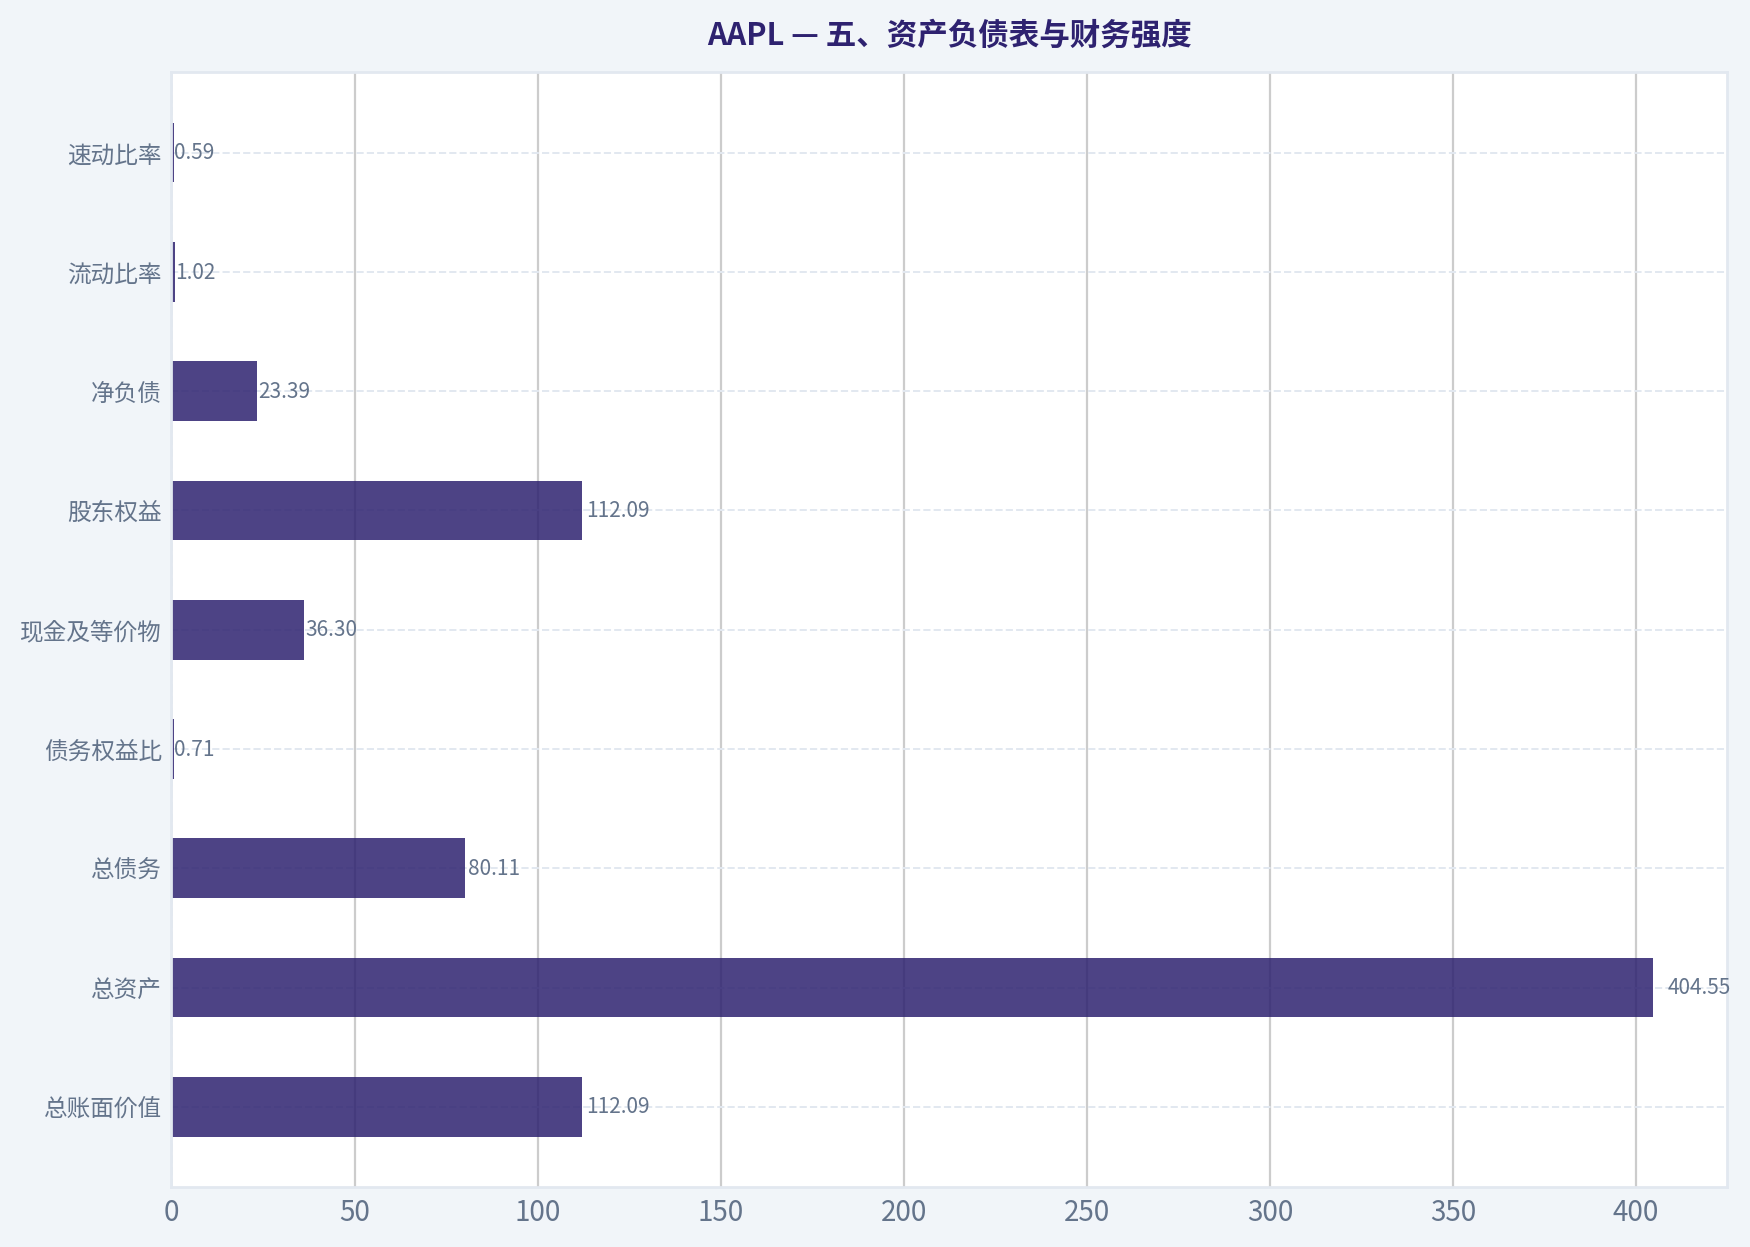 AAPL — 五、资产负债表与财务强度
速动比率 0.59
流动比率 1.02
净负债 23.39
股东权益 112.09
现金及等价物 36.30
债务权益比 0.71
总债务 80.11
总资产 404.55
总账面价值 112.09
0 50 100 150 200 250 300 350 400